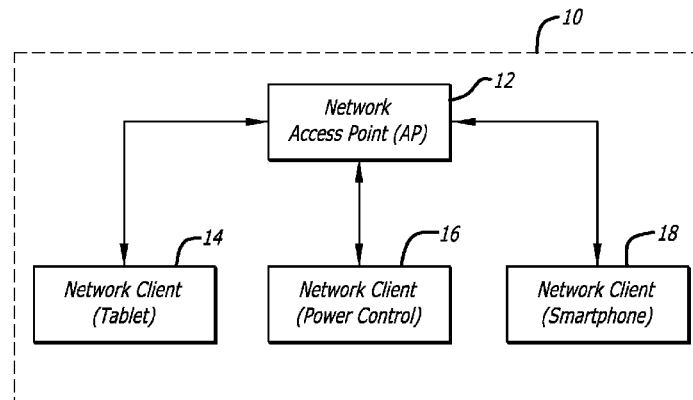 10
12
Network
Access Point (AP)
14
16
18
Network Client
(Tablet)
Network Client
(Power Control)
Network Client
(Smartphone)